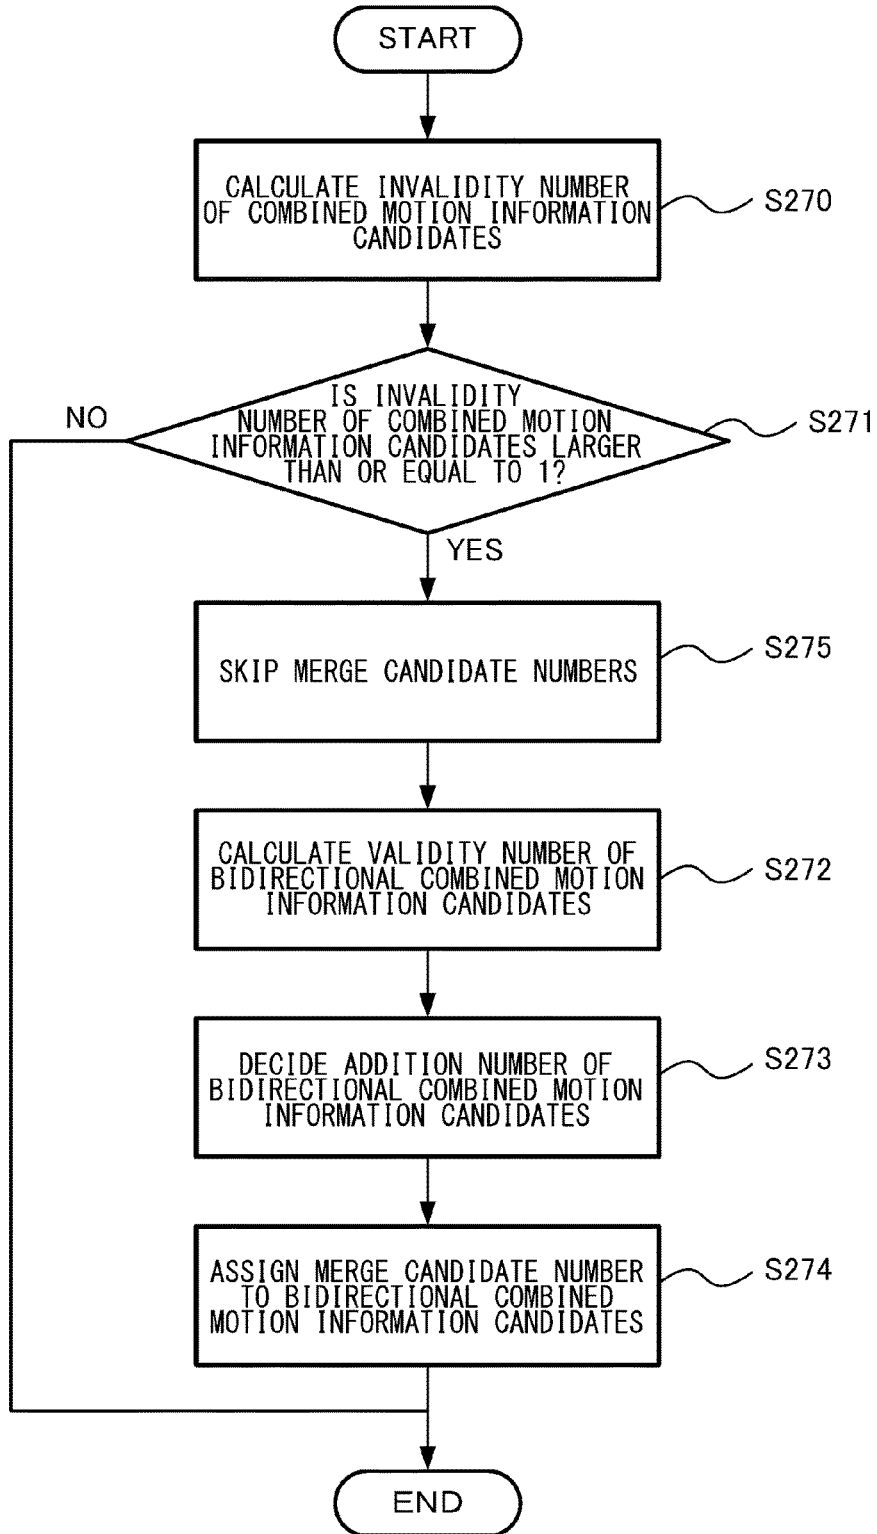 START
CALCULATE INVALIDITY NUMBER
OF COMBINED MOTION INFORMATION
CANDIDATES
S270
IS INVALIDITY
NUMBER OF COMBINED MOTION
INFORMATION CANDIDATES LARGER
THAN OR EQUAL TO 1?
S271
NO
YES
SKIP MERGE CANDIDATE NUMBERS
S275
CALCULATE VALIDITY NUMBER OF
BIDIRECTIONAL COMBINED MOTION
INFORMATION CANDIDATES
S272
DECIDE ADDITION NUMBER OF
BIDIRECTIONAL COMBINED MOTION
INFORMATION CANDIDATES
S273
ASSIGN MERGE CANDIDATE NUMBER
TO BIDIRECTIONAL COMBINED
MOTION INFORMATION CANDIDATES
S274
END